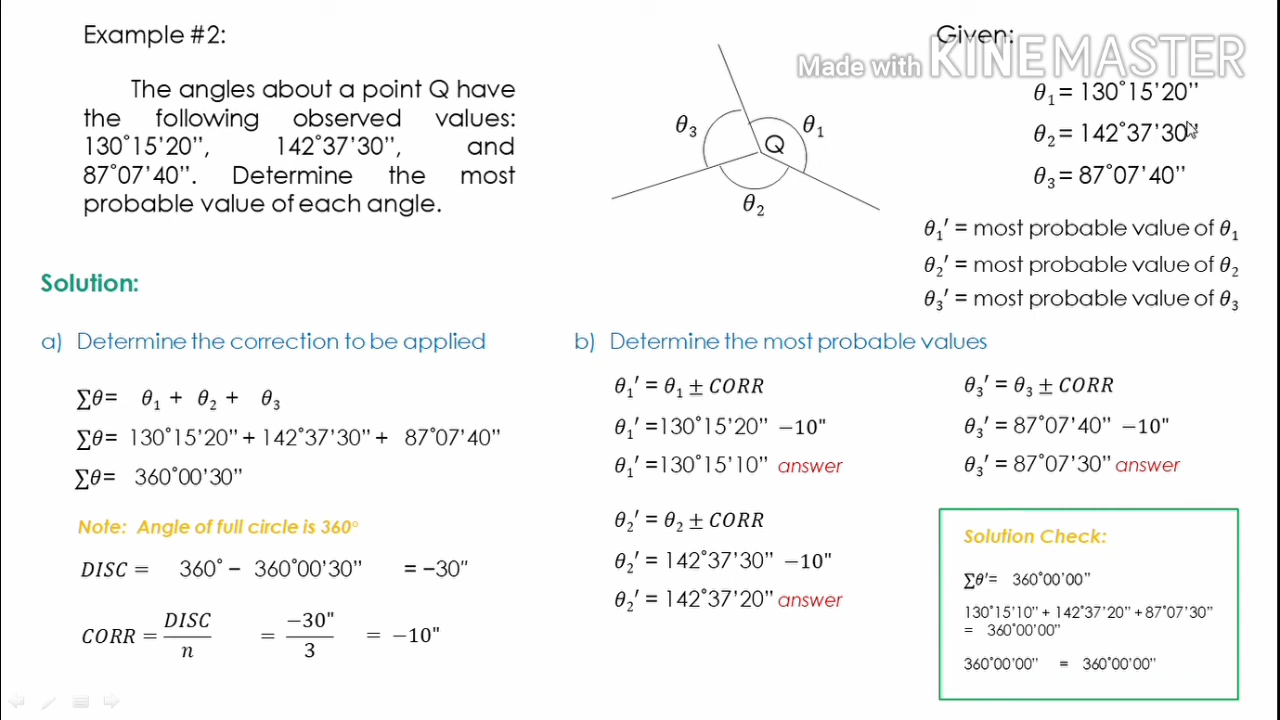 Example #2:
The angles about a point Q have
the following observed values:
130°15'20", 142°37'30", and
87°07'40". Determine the most
probable value of each angle.
θ₃
θ₁
Q
θ₂
Given:
Made with KINEMASTER
θ₁ = 130°15'20"
θ₂ = 142°37'30"
θ₃ = 87°07'40"
θ₁′ = most probable value of θ₁
θ₂′ = most probable value of θ₂
θ₃′ = most probable value of θ₃
Solution:
a) Determine the correction to be applied
∑θ= θ₁ + θ₂ + θ₃
∑θ= 130°15'20" + 142°37'30" + 87°07'40"
∑θ= 360°00'30"
Note: Angle of full circle is 360°
DISC = 360° − 360°00'30" = −30"
CORR = DISC/n = −30"/3 = −10"
b) Determine the most probable values
θ₁′ = θ₁ ± CORR
θ₁′ =130°15'20" −10"
θ₁′ =130°15'10" answer
θ₂′ = θ₂ ± CORR
θ₂′ = 142°37'30" −10"
θ₂′ = 142°37'20" answer
θ₃′ = θ₃ ± CORR
θ₃′ = 87°07'40" −10"
θ₃′ = 87°07'30" answer
Solution Check:
∑θ′= 360°00'00"
130°15'10" + 142°37'20" + 87°07'30"
= 360°00'00"
360°00'00" = 360°00'00"